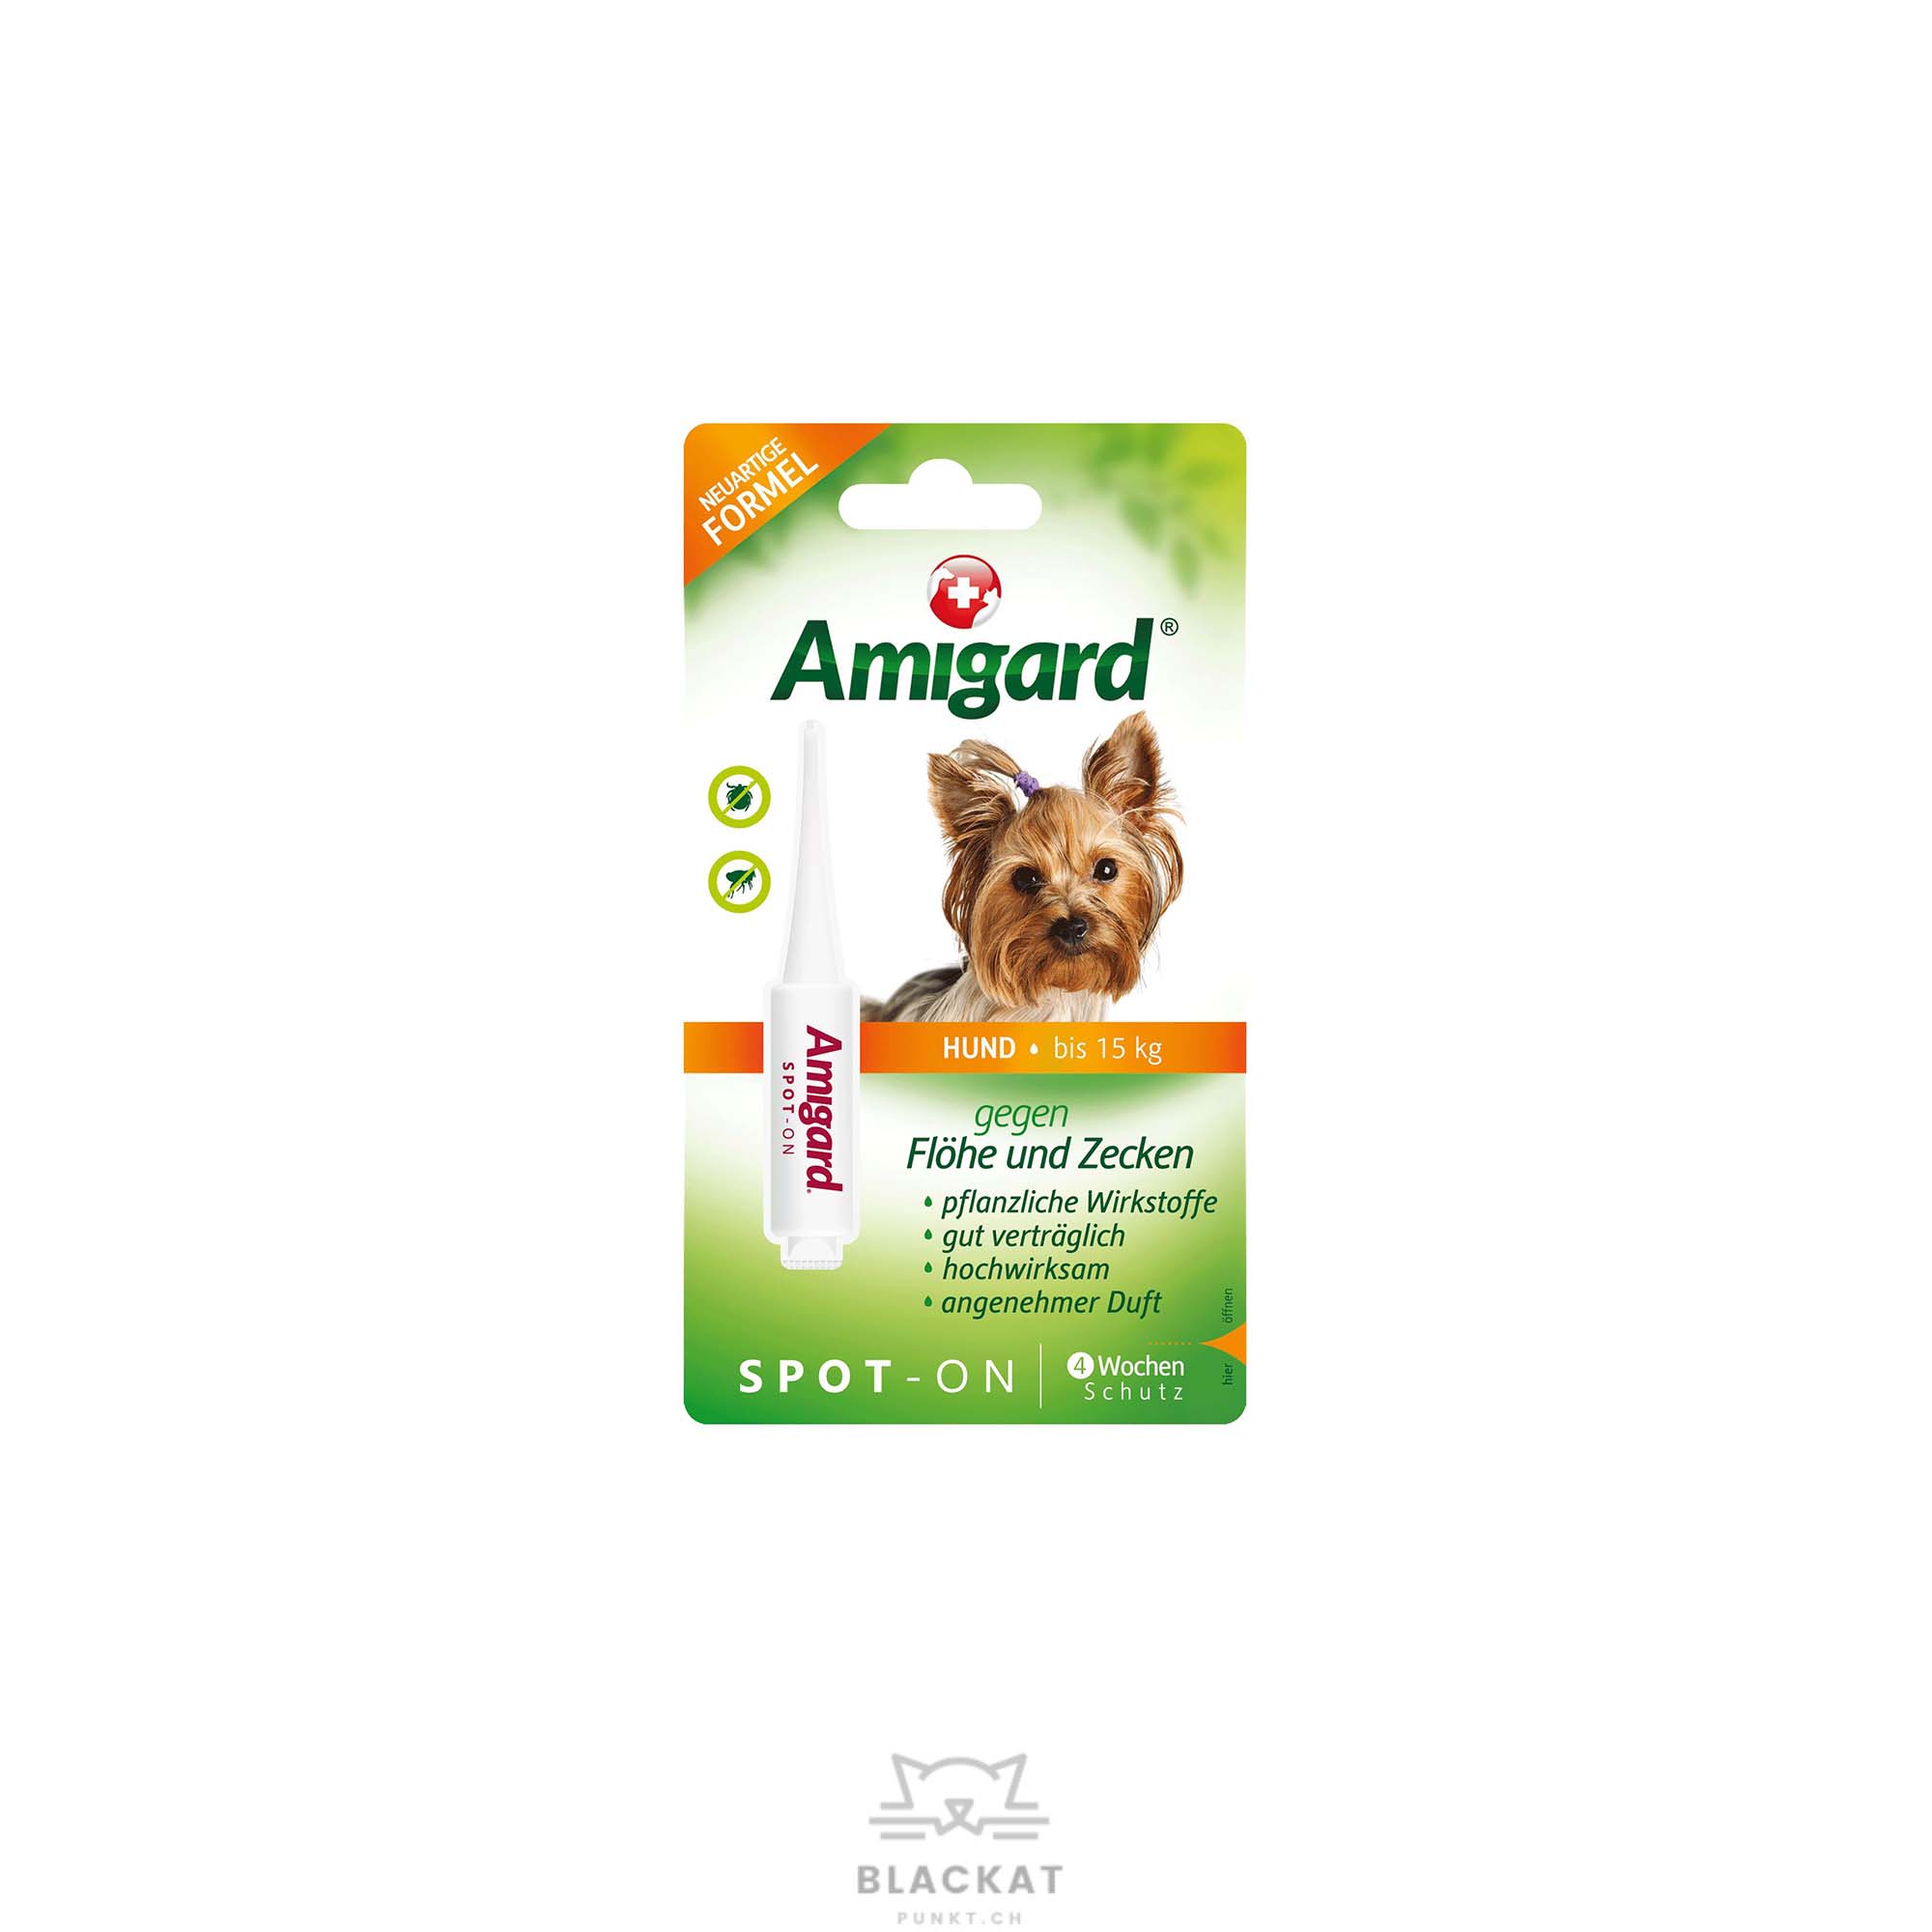 NEUARTIGE
FORMEL
Amigard®
Amigard®
SPOT-ON
HUND • bis 15 kg
gegen
Flöhe und Zecken
• pflanzliche Wirkstoffe
• gut verträglich
• hochwirksam
• angenehmer Duft
SPOT-ON
4 Wochen
Schutz
hier öffnen
BLACKAT
PUNKT.CH